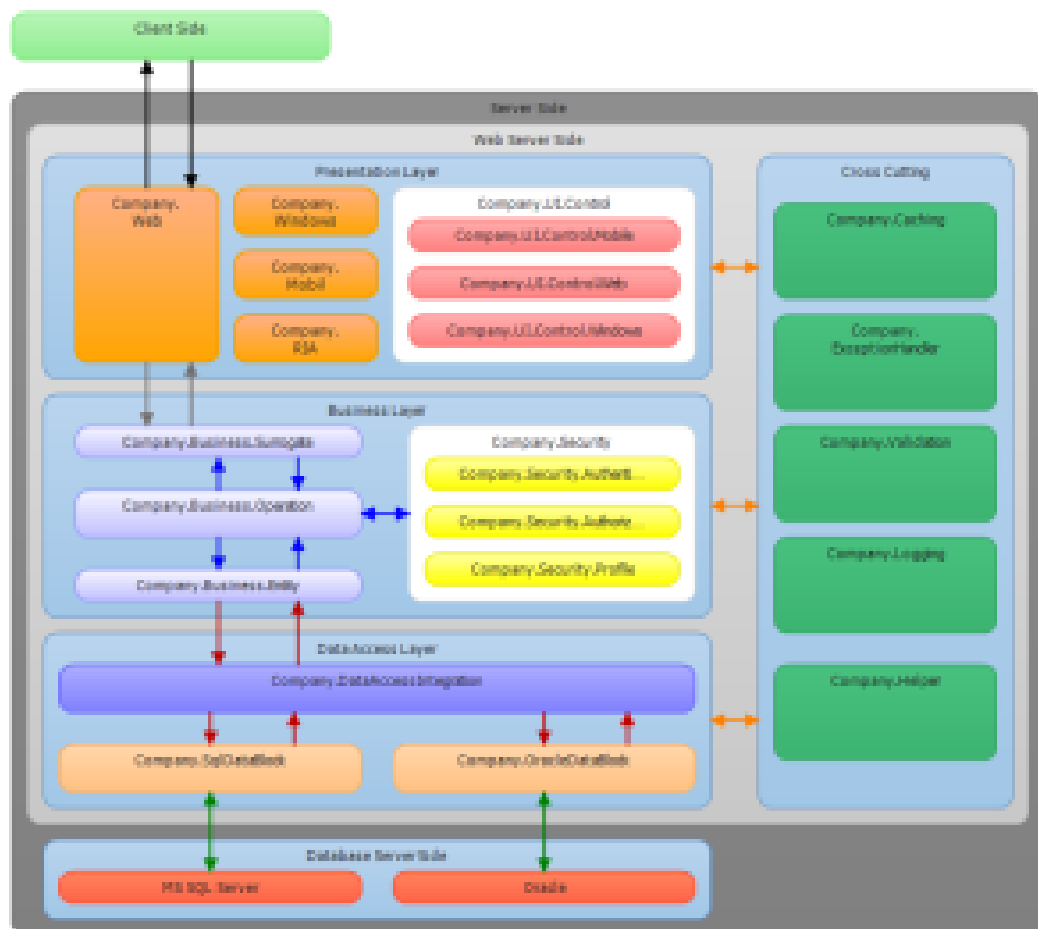 Client Side
Server Side
Web Server Side
Presentation Layer
Company.
Web
Company.
Windows
Company.
Mobil
Company.
RIA
Company.UI.Control
Company.UI.Control.Mobile
Company.UI.Control.Web
Company.UI.Control.Windows
Cross Cutting
Company.Caching
Company.
ExceptionHandler
Company.Validation
Company.Logging
Company.Helper
Business Layer
Company.Business.Surrogate
Company.Business.Operation
Company.Business.Entity
Company.Security
Company.Security.Authenti...
Company.Security.Authoriz...
Company.Security.Profile
Data Access Layer
Company.DataAccessIntegration
Company.SqlDataBlock
Company.OracleDataBlock
Database Server Side
MS SQL Server
Oracle